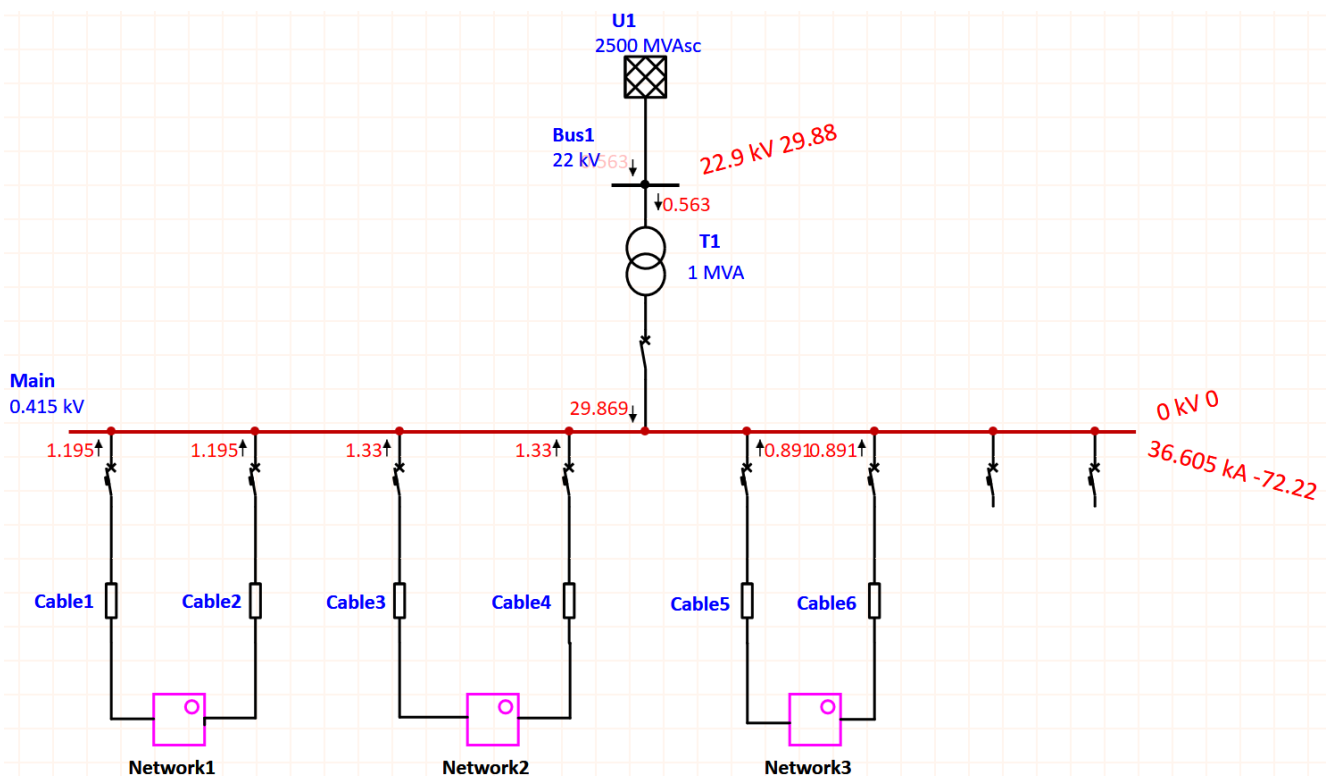 U1
2500 MVAsc
Bus1
22 kV
22.9 kV 29.88
0.563
T1
1 MVA
Main
0.415 kV
29.869
0 kV 0
36.605 kA -72.22
1.195
1.195
1.33
1.33
0.891
0.891
Cable1
Cable2
Cable3
Cable4
Cable5
Cable6
Network1
Network2
Network3